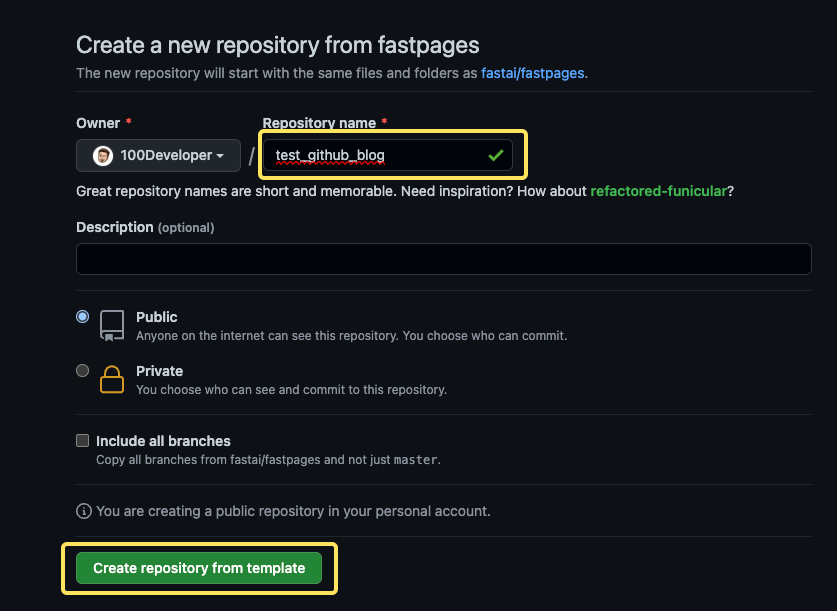 Create a new repository from fastpages
The new repository will start with the same files and folders as fastai/fastpages.
Owner * Repository name *
100Developer / test_github_blog
Great repository names are short and memorable. Need inspiration? How about refactored-funicular?
Description (optional)
Public
Anyone on the internet can see this repository. You choose who can commit.
Private
You choose who can see and commit to this repository.
Include all branches
Copy all branches from fastai/fastpages and not just master.
You are creating a public repository in your personal account.
Create repository from template